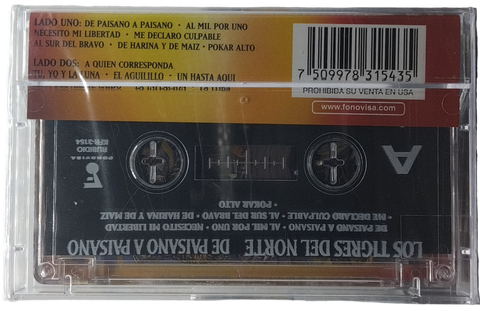 LADO UNO: DE PAISANO A PAISANO • AL MIL POR UNO
NECESITO MI LIBERTAD • ME DECLARO CULPABLE
AL SUR DEL BRAVO • DE HARINA Y DE MAIZ • POKAR ALTO
LADO DOS: A QUIEN CORRESPONDA
TU, YO Y LA LUNA • EL AGUILILLO • UN HASTA AQUI
7 509978 315435
PROHIBIDA SU VENTA EN USA
www.fonovisa.com
A
LOS TIGRES DEL NORTE DE PAISANO A PAISANO
DE PAISANO A PAISANO • AL MIL POR UNO • NECESITO MI LIBERTAD
ME DECLARO CULPABLE • AL SUR DEL BRAVO • DE HARINA Y DE MAIZ
• POKAR ALTO
FONOVISA
RUBIDIO